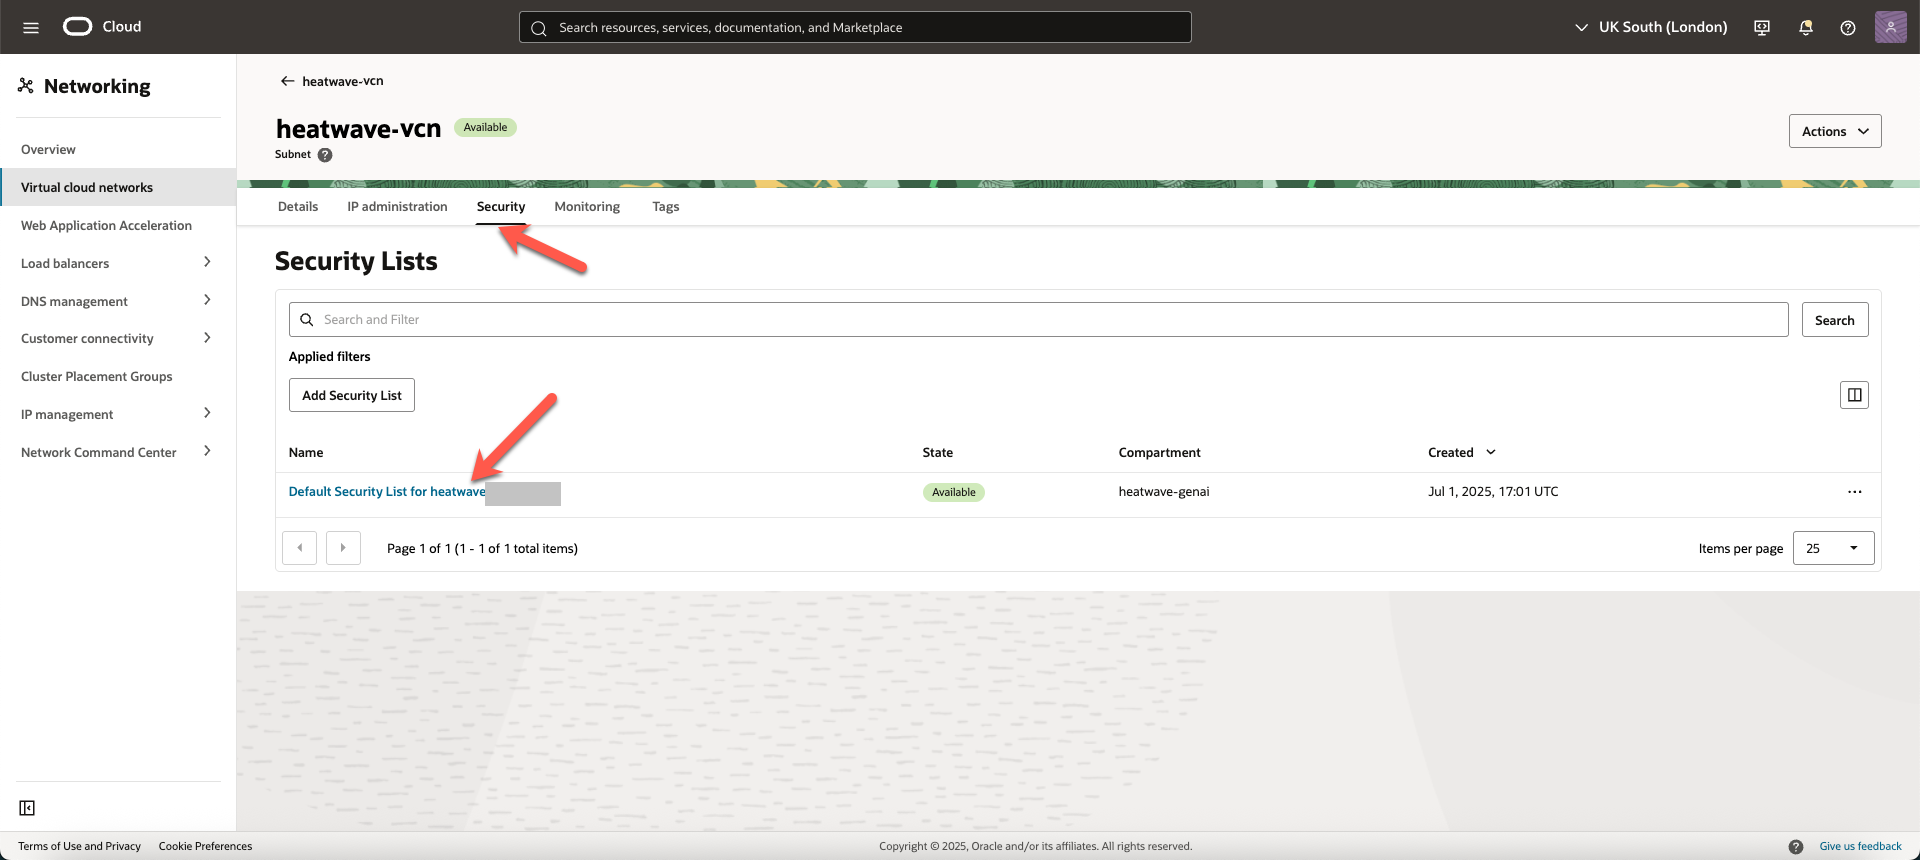 Cloud
Search resources, services, documentation, and Marketplace
UK South (London)
Networking
Overview
Virtual cloud networks
Web Application Acceleration
Load balancers
DNS management
Customer connectivity
Cluster Placement Groups
IP management
Network Command Center
heatwave-vcn
heatwave-vcn
Available
Subnet
Actions
Details
IP administration
Security
Monitoring
Tags
Security Lists
Search and Filter
Search
Applied filters
Add Security List
Name
State
Compartment
Created
Default Security List for heatwave
Available
heatwave-genai
Jul 1, 2025, 17:01 UTC
Page 1 of 1 (1 - 1 of 1 total items)
Items per page
25
Terms of Use and Privacy
Cookie Preferences
Copyright © 2025, Oracle and/or its affiliates. All rights reserved.
Give us feedback